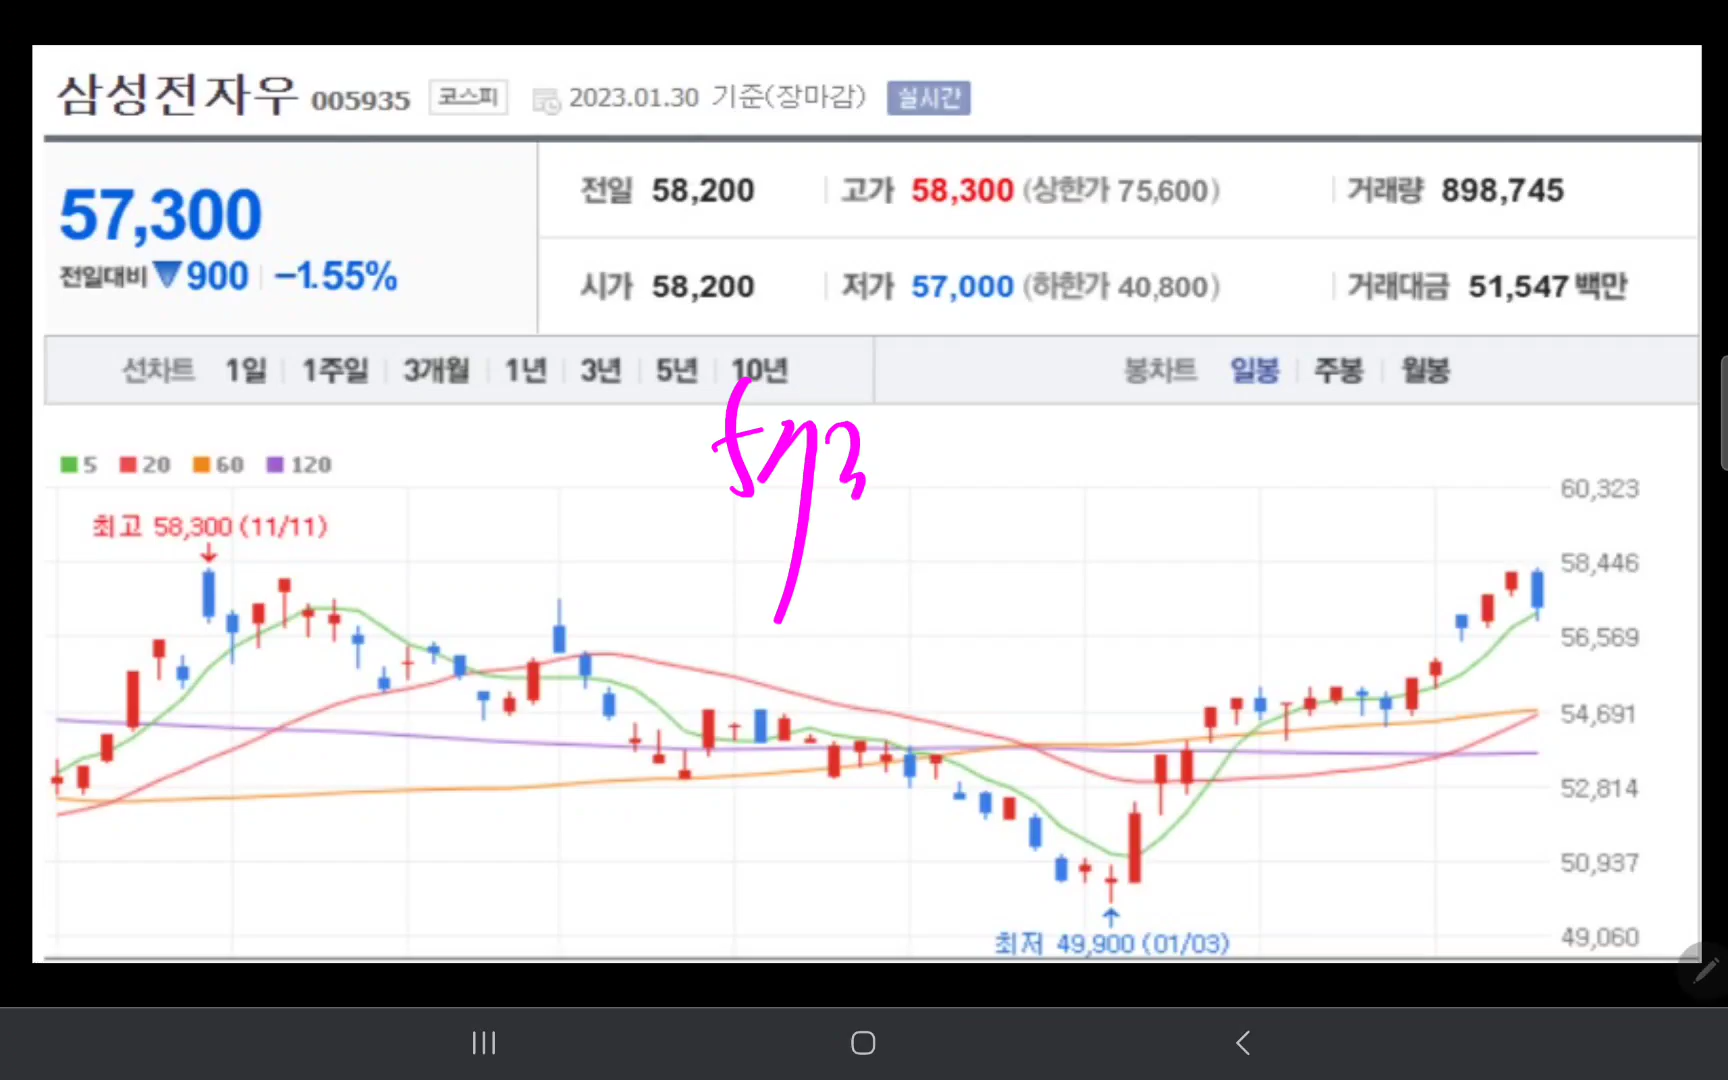 삼성전자우 005935 코스피 2023.01.30 기준(장마감) 실시간
57,300
전일대비 ▼900 −1.55%
전일 58,200 고가 58,300 (상한가 75,600) 거래량 898,745
시가 58,200 저가 57,000 (하한가 40,800) 거래대금 51,547 백만
선차트 1일 1주일 3개월 1년 3년 5년 10년 봉차트 일봉 주봉 월봉
5 20 60 120
최고 58,300 (11/11)
60,323
58,446
56,569
54,691
52,814
50,937
49,060
최저 49,900 (01/03)